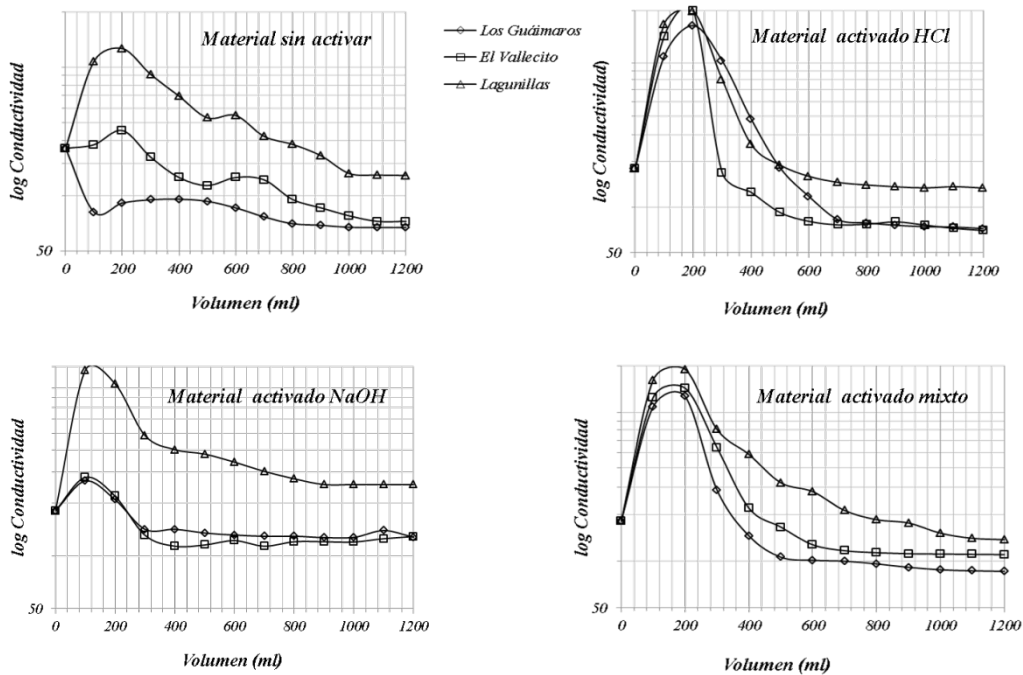 Material sin activar
log Conductividad
50
0 200 400 600 800 1000 1200
Volumen (ml)
Los Guáimaros
El Vallecito
Lagunillas
Material activado HCl
log Conductividad)
50
0 200 400 600 800 1000 1200
Volumen (ml)
Material activado NaOH
log Conductividad
50
0 200 400 600 800 1000 1200
Volumen (ml)
Material activado mixto
log Conductividad
50
0 200 400 600 800 1000 1200
Volumen (ml)